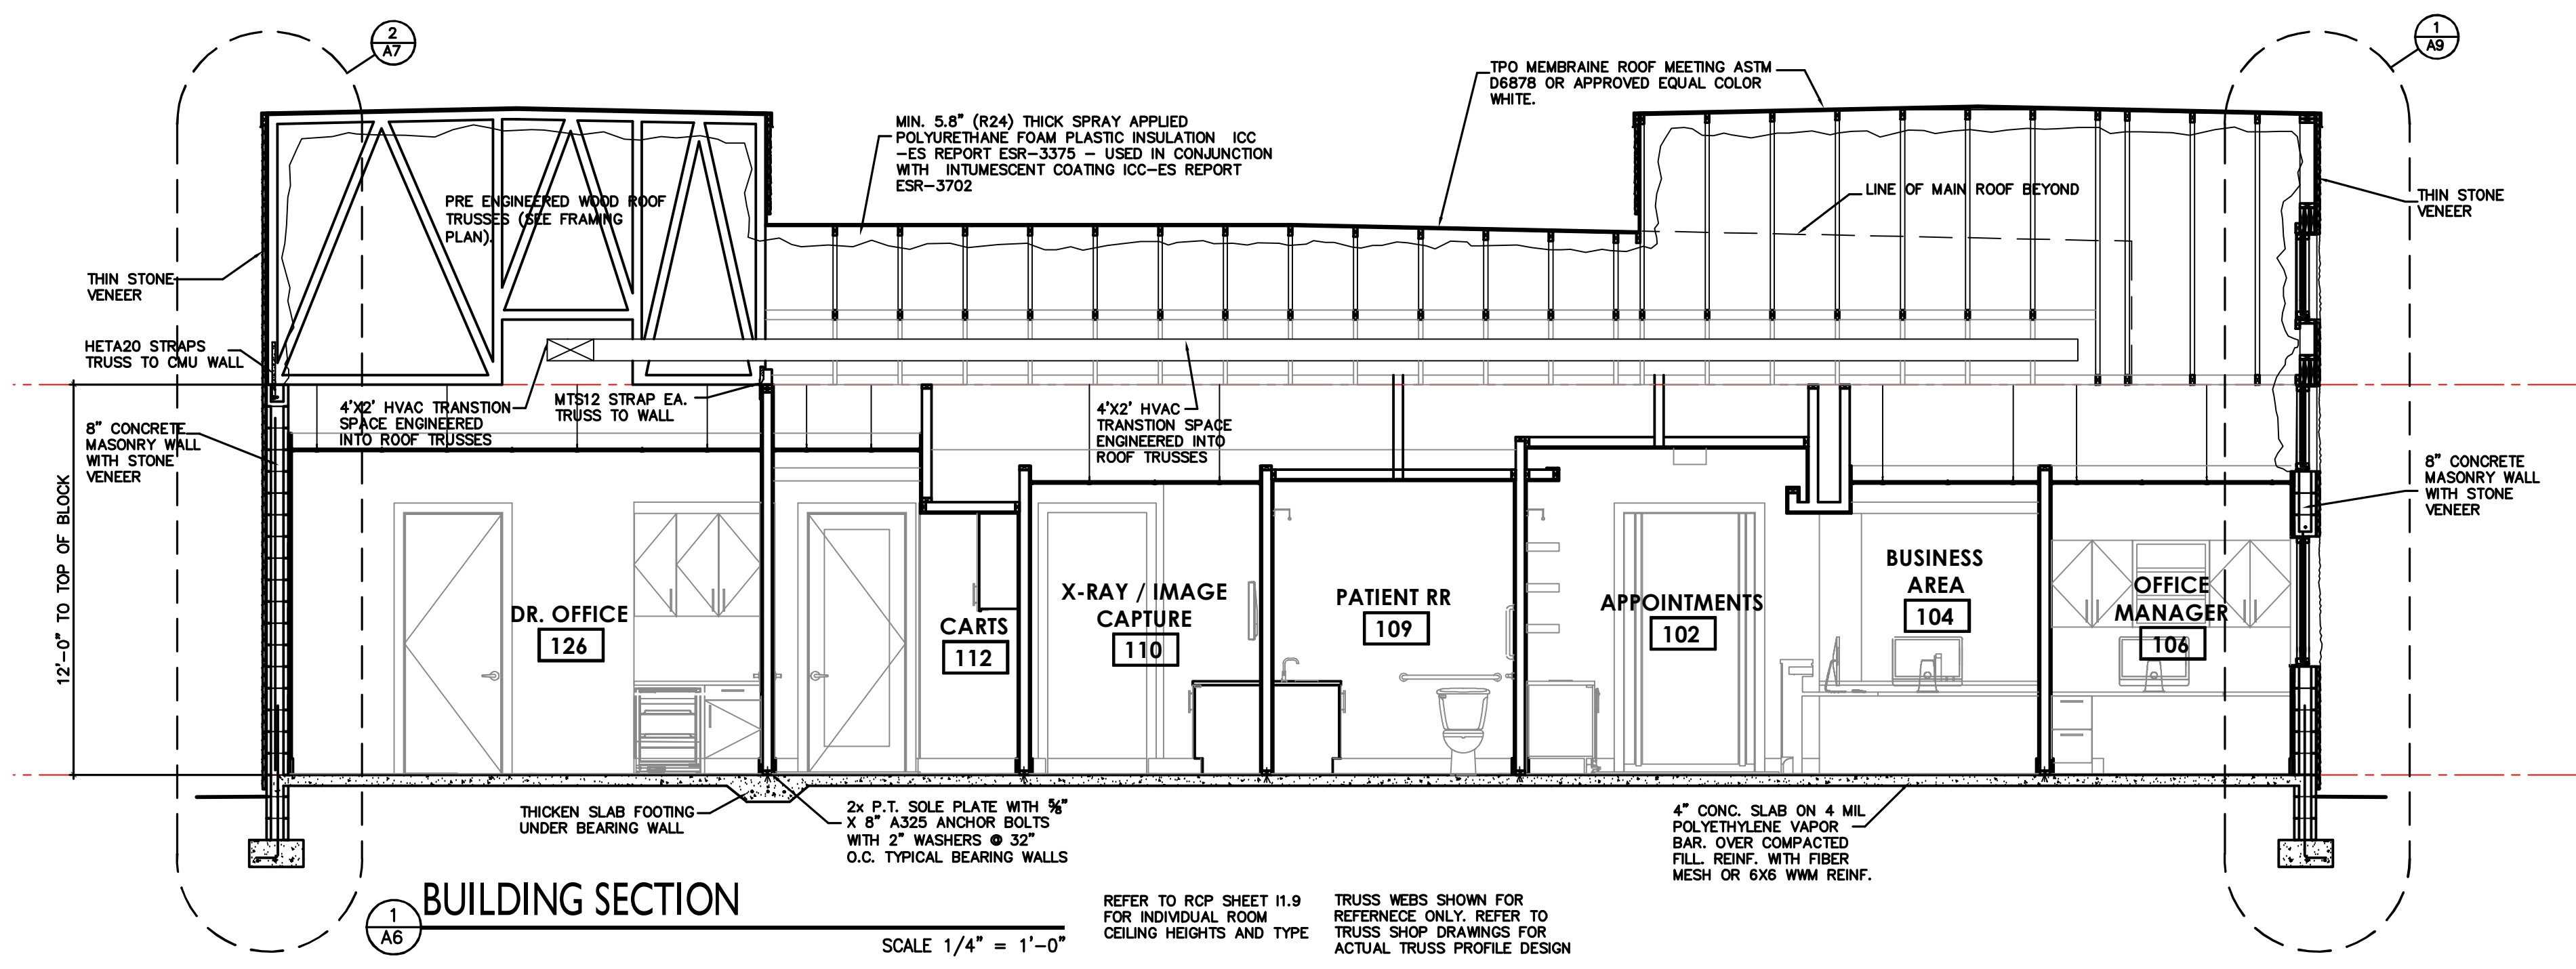 2
A7
1
A9
TPO MEMBRAINE ROOF MEETING ASTM
D6878 OR APPROVED EQUAL COLOR
WHITE.
MIN. 5.8" (R24) THICK SPRAY APPLIED
POLYURETHANE FOAM PLASTIC INSULATION ICC
-ES REPORT ESR-3375 - USED IN CONJUNCTION
WITH INTUMESCENT COATING ICC-ES REPORT
ESR-3702
PRE ENGINEERED WOOD ROOF
TRUSSES (SEE FRAMING
PLAN).
LINE OF MAIN ROOF BEYOND
THIN STONE
VENEER
THIN STONE
VENEER
HETA20 STRAPS
TRUSS TO CMU WALL
4'X2' HVAC TRANSTION
SPACE ENGINEERED
INTO ROOF TRUSSES
MTS12 STRAP EA.
TRUSS TO WALL
4'X2' HVAC
TRANSTION SPACE
ENGINEERED INTO
ROOF TRUSSES
8" CONCRETE
MASONRY WALL
WITH STONE
VENEER
8" CONCRETE
MASONRY WALL
WITH STONE
VENEER
12'-0" TO TOP OF BLOCK
DR. OFFICE
126
CARTS
112
X-RAY / IMAGE
CAPTURE
110
PATIENT RR
109
APPOINTMENTS
102
BUSINESS
AREA
104
OFFICE
MANAGER
106
THICKEN SLAB FOOTING
UNDER BEARING WALL
2x P.T. SOLE PLATE WITH 5/8"
X 8" A325 ANCHOR BOLTS
WITH 2" WASHERS @ 32"
O.C. TYPICAL BEARING WALLS
4" CONC. SLAB ON 4 MIL
POLYETHYLENE VAPOR
BAR. OVER COMPACTED
FILL. REINF. WITH FIBER
MESH OR 6X6 WWM REINF.
1
A6
BUILDING SECTION
SCALE 1/4" = 1'-0"
REFER TO RCP SHEET I1.9
FOR INDIVIDUAL ROOM
CEILING HEIGHTS AND TYPE
TRUSS WEBS SHOWN FOR
REFERNECE ONLY. REFER TO
TRUSS SHOP DRAWINGS FOR
ACTUAL TRUSS PROFILE DESIGN